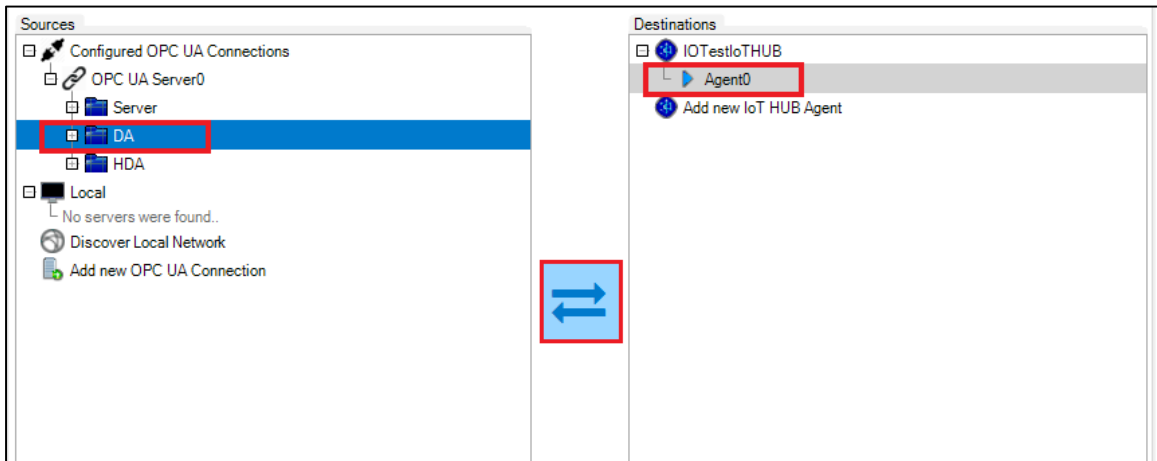 Sources
Configured OPC UA Connections
OPC UA Server0
Server
DA
HDA
Local
No servers were found..
Discover Local Network
Add new OPC UA Connection
Destinations
IOTestIoTHUB
Agent0
Add new IoT HUB Agent